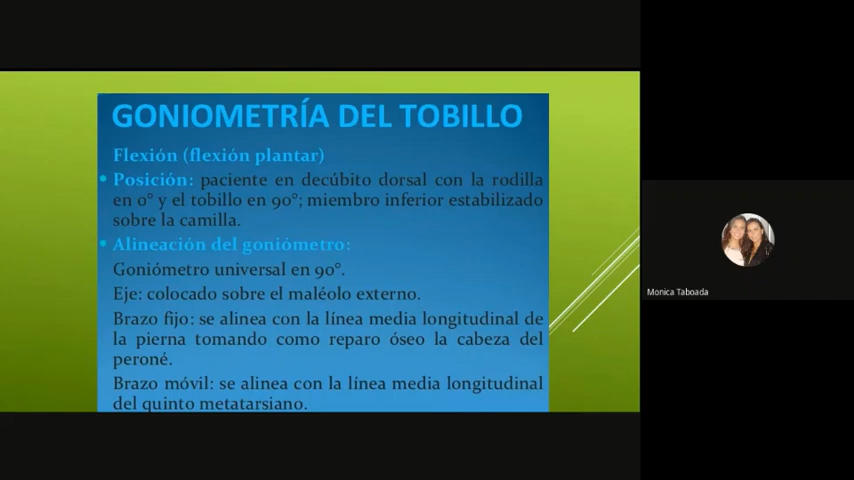 GONIOMETRÍA DEL TOBILLO
Flexión (flexión plantar)
• Posición: paciente en decúbito dorsal con la rodilla
en 0° y el tobillo en 90°; miembro inferior estabilizado
sobre la camilla.
• Alineación del goniómetro:
Goniómetro universal en 90°.
Eje: colocado sobre el maléolo externo.
Brazo fijo: se alinea con la línea media longitudinal de
la pierna tomando como reparo óseo la cabeza del
peroné.
Brazo móvil: se alinea con la línea media longitudinal
del quinto metatarsiano.
Monica Taboada